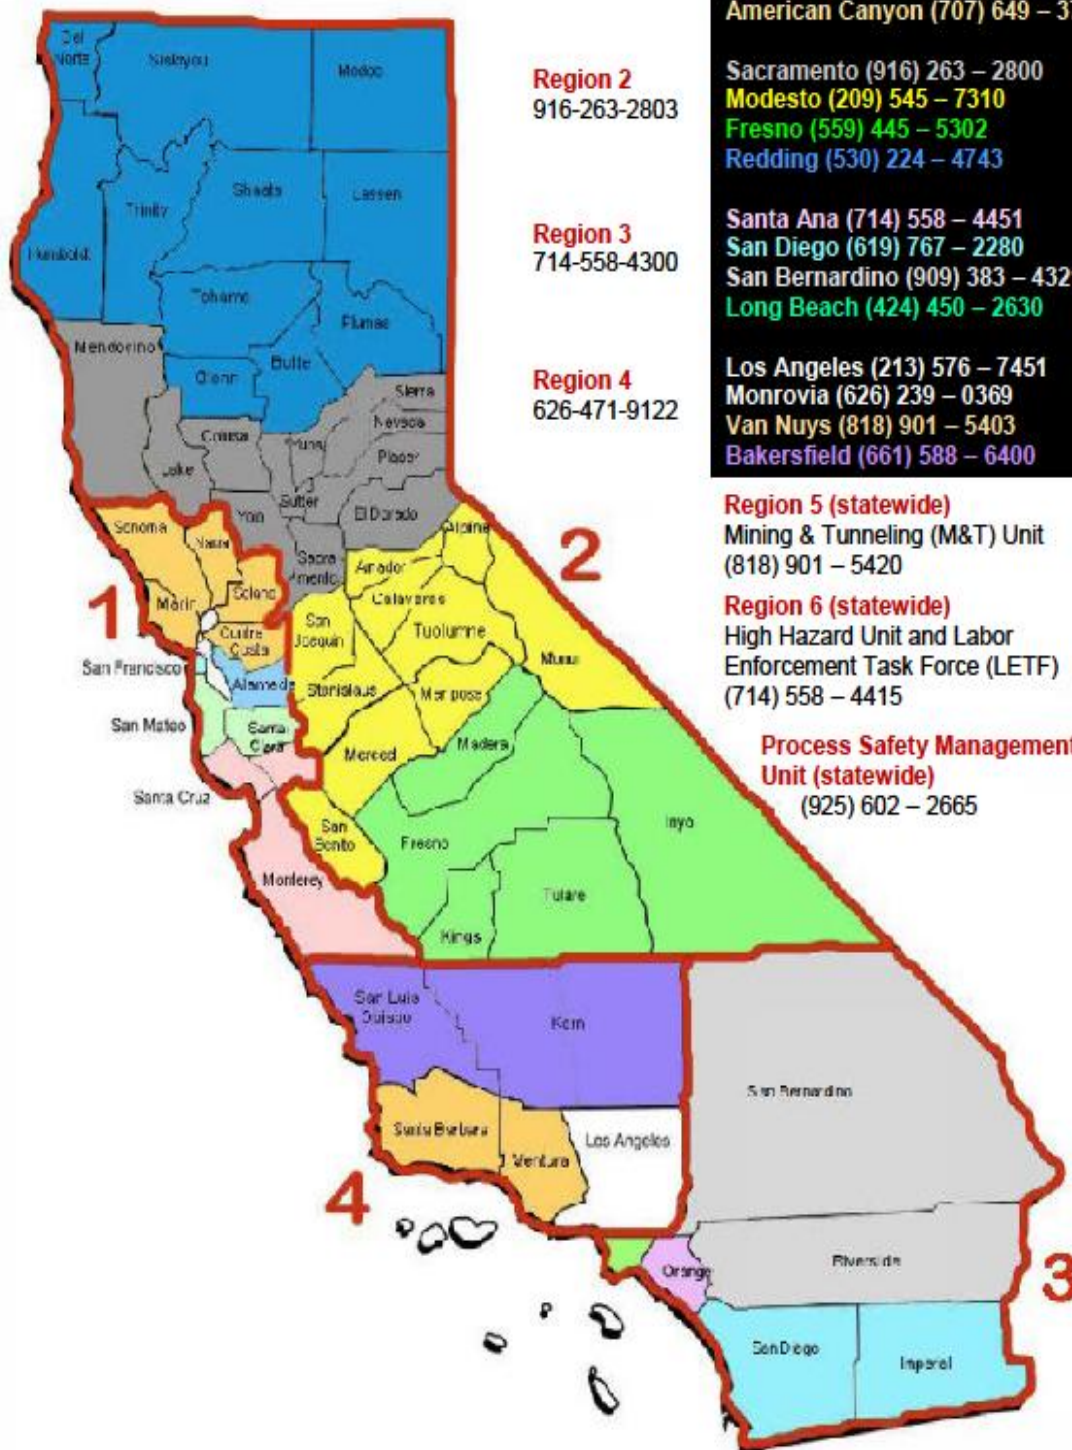 American Canyon (707) 649 – 37
Region 2
916-263-2803
Sacramento (916) 263 – 2800
Modesto (209) 545 – 7310
Fresno (559) 445 – 5302
Redding (530) 224 – 4743
Region 3
714-558-4300
Santa Ana (714) 558 – 4451
San Diego (619) 767 – 2280
San Bernardino (909) 383 – 432
Long Beach (424) 450 – 2630
Region 4
626-471-9122
Los Angeles (213) 576 – 7451
Monrovia (626) 239 – 0369
Van Nuys (818) 901 – 5403
Bakersfield (661) 588 – 6400
Region 5 (statewide)
Mining & Tunneling (M&T) Unit
(818) 901 – 5420
Region 6 (statewide)
High Hazard Unit and Labor
Enforcement Task Force (LETF)
(714) 558 – 4415
Process Safety Management
Unit (statewide)
(925) 602 – 2665
Del
Norte
Siskiyou
Modoc
Humboldt
Trinity
Shasta
Lassen
Tehama
Plumas
Mendocino
Glenn
Butte
Sierra
Nevada
Placer
Colusa
Lake
Sutter
Yolo
El Dorado
Sacra
mento
Sonoma
Napa
Solano
Marin
Contra
Costa
1
2
Alpine
Amador
Calaveras
San
Joaquin
Tuolumne
Mono
San Francisco
Alameda
Stanislaus
Mariposa
San Mateo
Santa
Clara
Merced
Madera
Santa Cruz
San
Benito
Fresno
Inyo
Monterey
Tulare
Kings
San Luis
Obispo
Kern
San Bernardino
Santa Barbara
Ventura
Los Angeles
4
Orange
Riverside
3
San Diego
Imperial